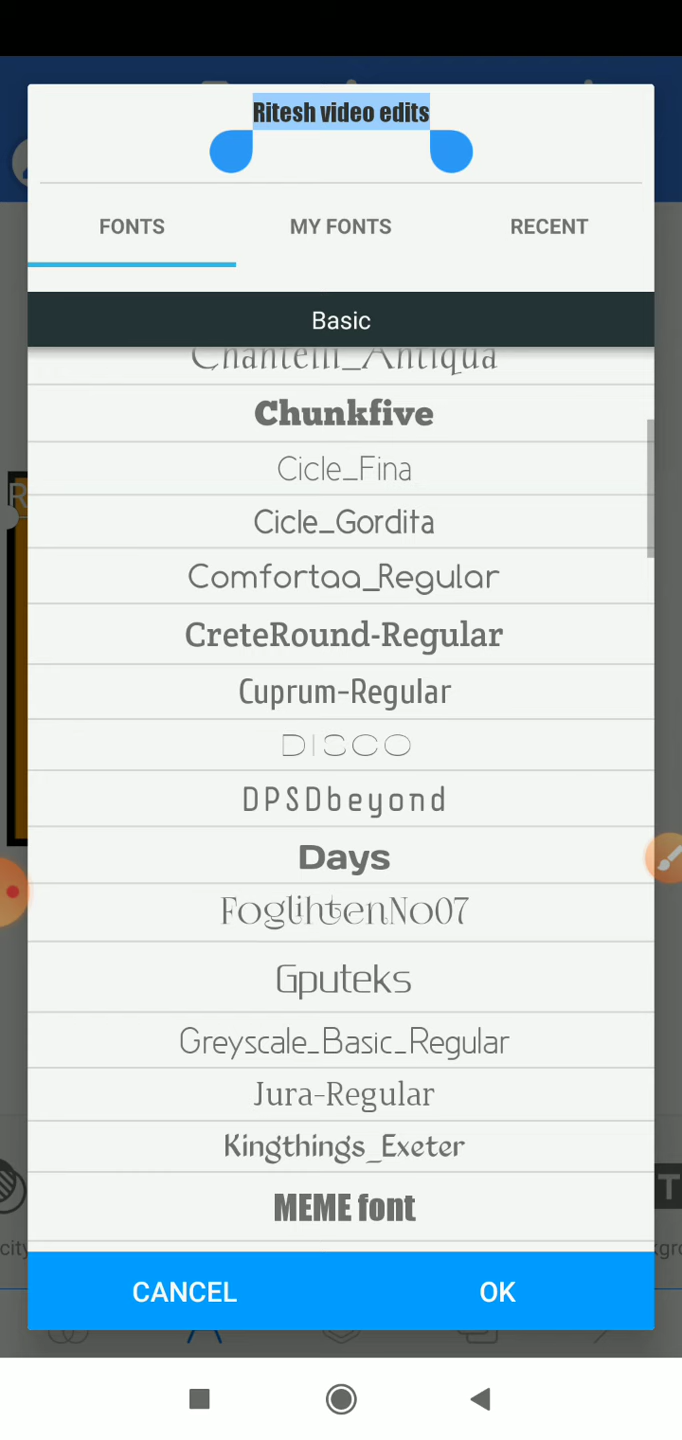 Ritesh video edits
FONTS MY FONTS RECENT
Basic
Chantelli_Antiqua
Chunkfive
Cicle_Fina
Cicle_Gordita
Comfortaa_Regular
CreteRound-Regular
Cuprum-Regular
DISCO
DPSDbeyond
Days
FoglihtenNo07
Gputeks
Greyscale_Basic_Regular
Jura-Regular
Kingthings_Exeter
MEME font
CANCEL OK